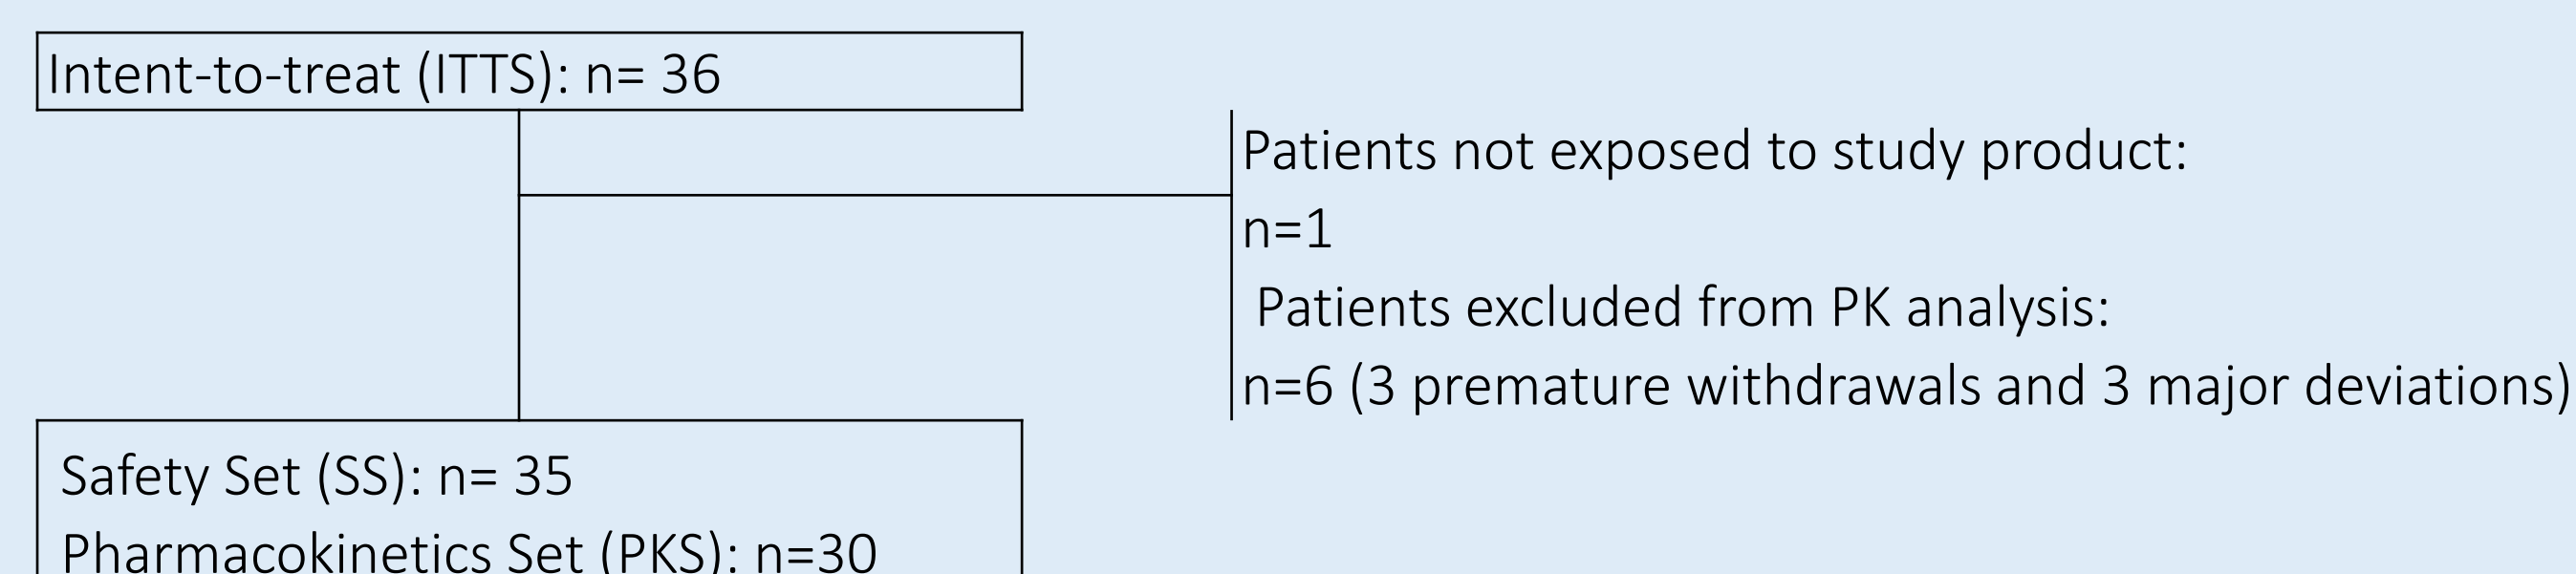 Intent-to-treat (ITTS): n= 36
Patients not exposed to study product:
n=1
Patients excluded from PK analysis:
n=6 (3 premature withdrawals and 3 major deviations)
Safety Set (SS): n= 35
Pharmacokinetics Set (PKS): n=30